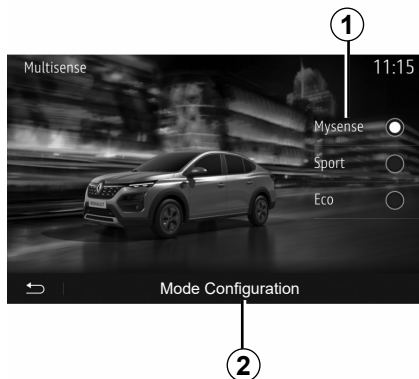 1
Multisense 11:15
Mysense
Sport
Eco
Mode Configuration
2